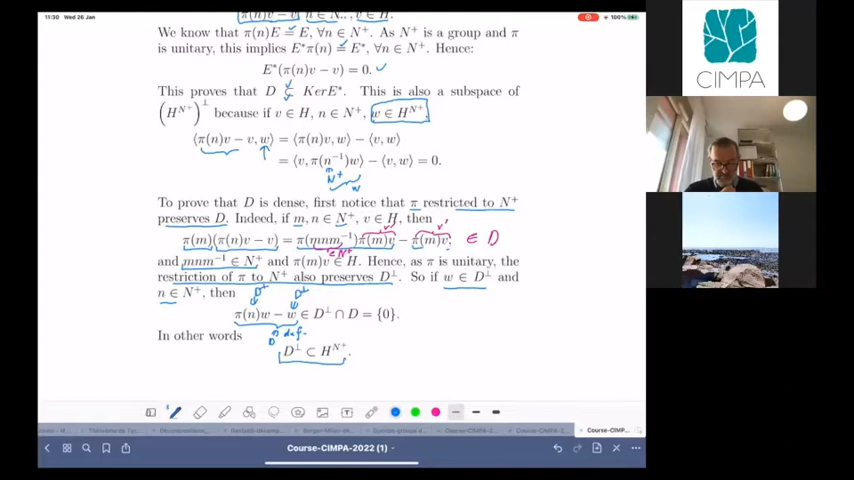 11:30 Wed 26 Jan
100%
π(n)v − v, n ∈ N⁺, v ∈ H.
We know that π(n)E = E, ∀n ∈ N⁺. As N⁺ is a group and π
is unitary, this implies E*π(n) = E*, ∀n ∈ N⁺. Hence:
E*(π(n)v − v) = 0.
This proves that D ⊂ KerE*. This is also a subspace of
(H^{N⁺})^⊥ because if v ∈ H, n ∈ N⁺, w ∈ H^{N⁺},
⟨π(n)v − v, w⟩ = ⟨π(n)v, w⟩ − ⟨v, w⟩
= ⟨v, π(n⁻¹)w⟩ − ⟨v, w⟩ = 0.
N⁺ w
To prove that D is dense, first notice that π restricted to N⁺
preserves D. Indeed, if m, n ∈ N⁺, v ∈ H, then
v' v'
π(m)(π(n)v − v) = π(mnm⁻¹)π(m)v − π(m)v, ∈ D
∈ N⁺
and mnm⁻¹ ∈ N⁺ and π(m)v ∈ H. Hence, as π is unitary, the
restriction of π to N⁺ also preserves D^⊥. So if w ∈ D^⊥ and
n ∈ N⁺, then D^⊥ D^⊥
π(n)w − w ∈ D^⊥ ∩ D = {0}.
D def.
In other words
D^⊥ ⊂ H^{N⁺}.
Course-CIMPA-2022 (1)
CIMPA